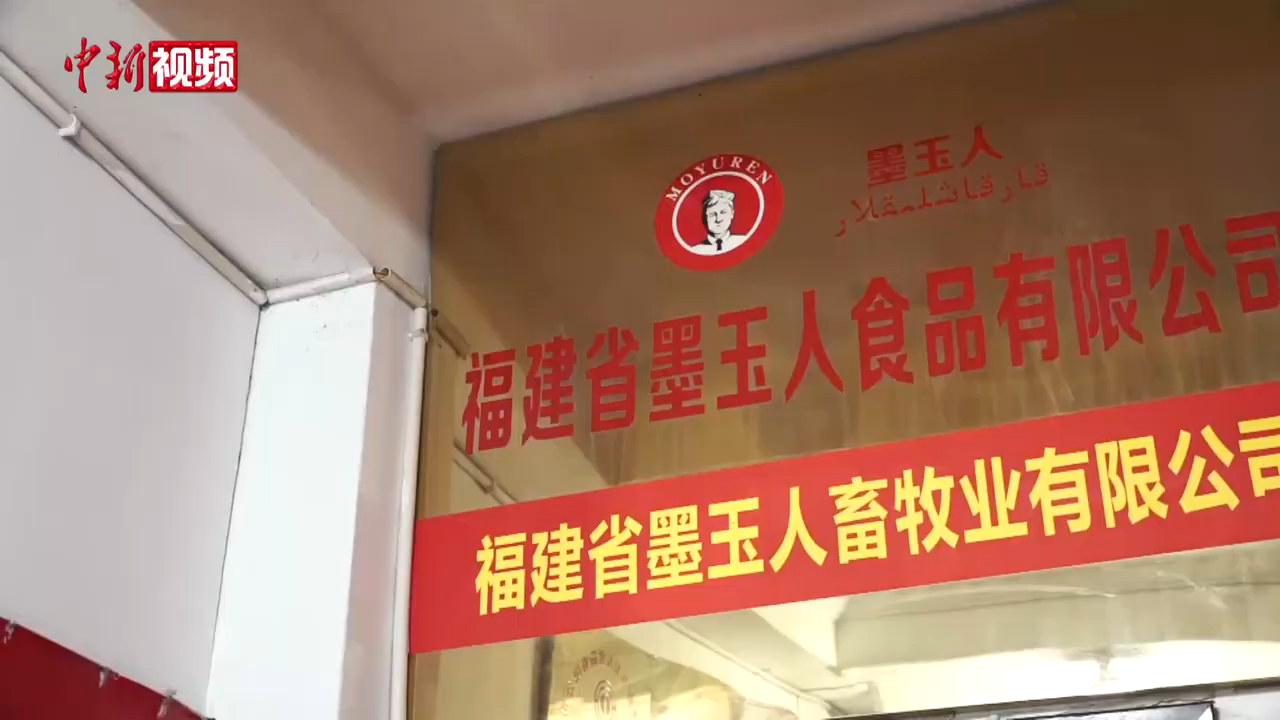 中新视频
MOYUREN
墨玉人
قارقاشلىقلار
福建省墨玉人食品有限公司
福建省墨玉人畜牧业有限公司